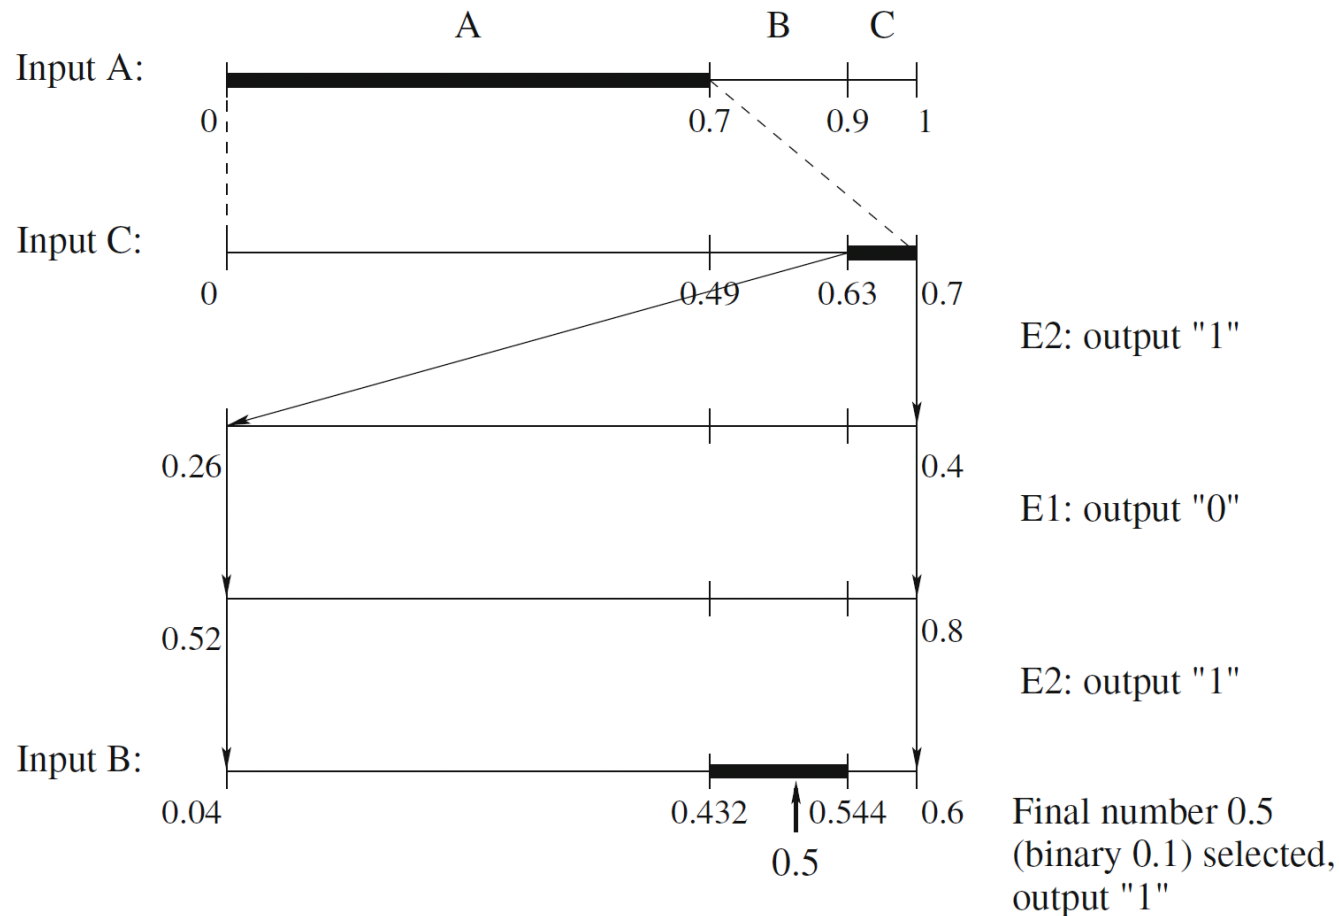 A B C
Input A:
0 0.7 0.9 1
Input C:
0 0.49 0.63 0.7
E2: output "1"
0.26 0.4
E1: output "0"
0.52 0.8
E2: output "1"
Input B:
0.04 0.432 0.544 0.6 Final number 0.5
0.5 (binary 0.1) selected,
output "1"